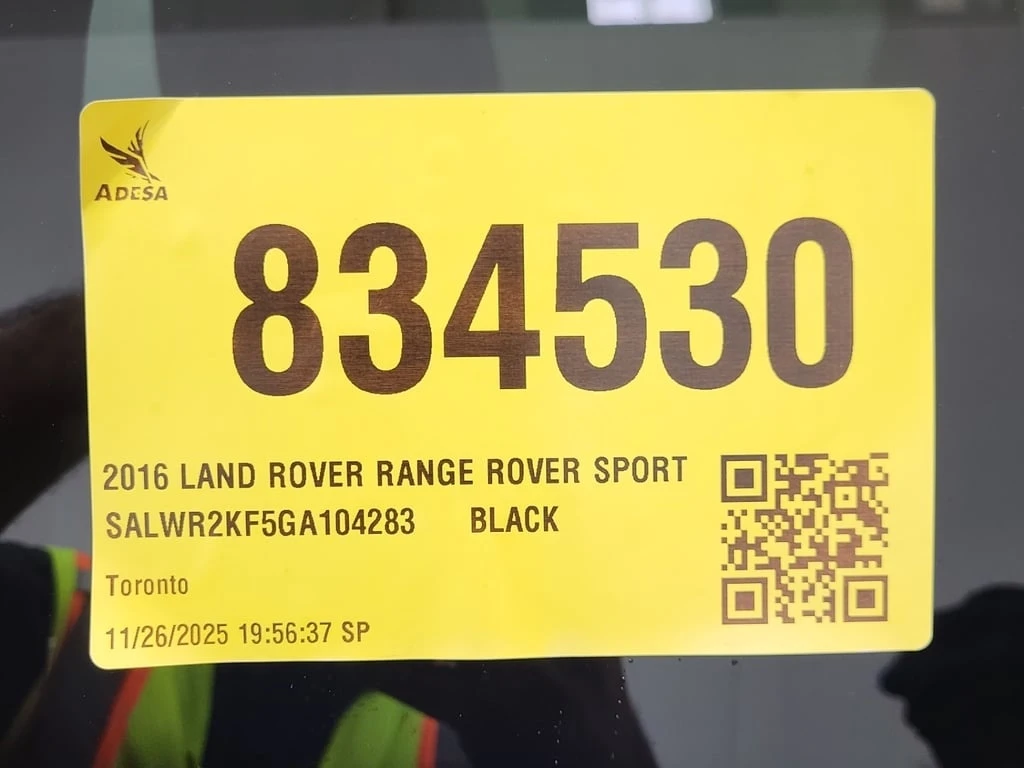 ADESA
834530
2016 LAND ROVER RANGE ROVER SPORT
SALWR2KF5GA104283 BLACK
Toronto
11/26/2025 19:56:37 SP